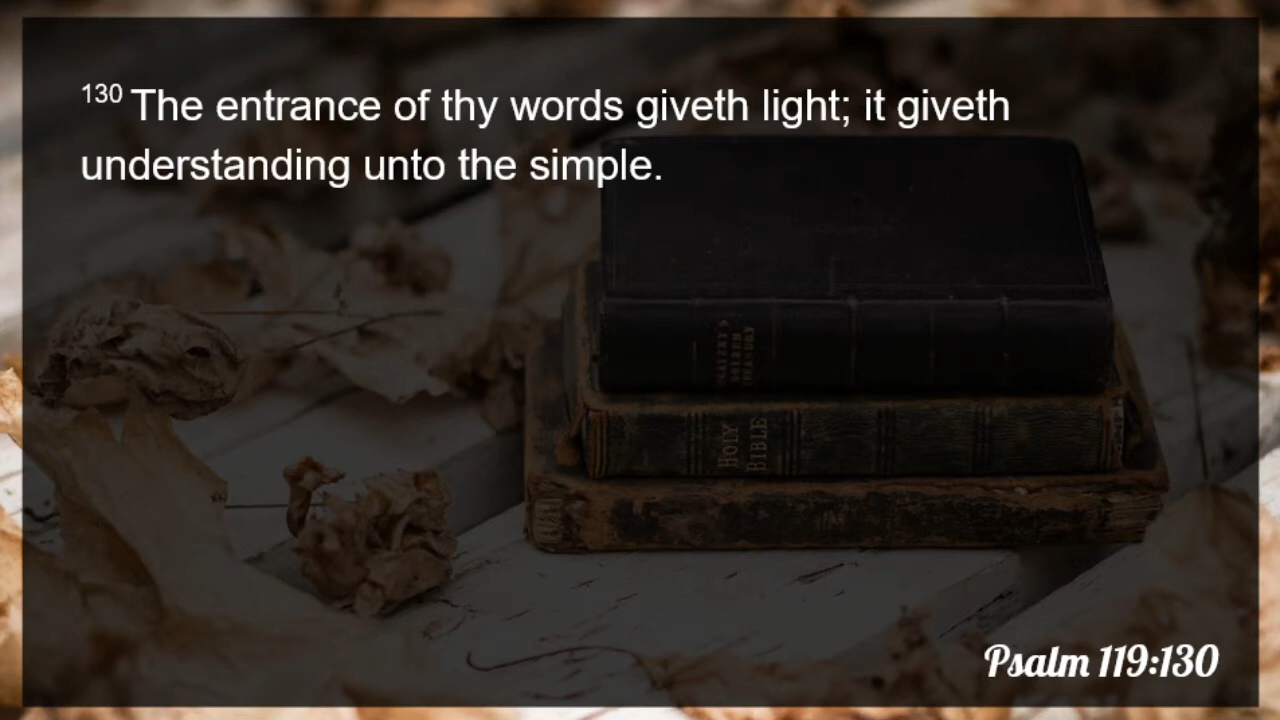 130 The entrance of thy words giveth light; it giveth
understanding unto the simple.
HOLY
BIBLE
Psalm 119:130